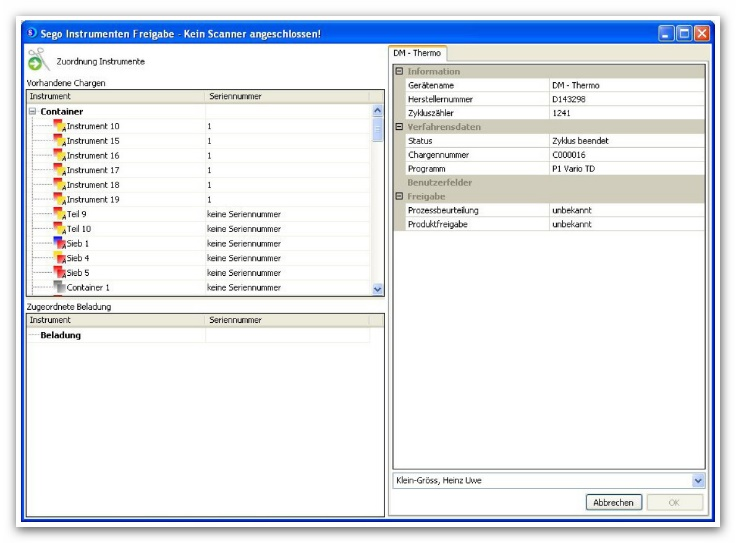 Sego Instrumenten Freigabe - Kein Scanner angeschlossen!
Zuordnung Instrumente
Vorhandene Chargen
Instrument Seriennummer
Container
Instrument 10 1
Instrument 15 1
Instrument 16 1
Instrument 17 1
Instrument 18 1
Instrument 19 1
Teil 9 keine Seriennummer
Teil 10 keine Seriennummer
Sieb 1 keine Seriennummer
Sieb 4 keine Seriennummer
Sieb 5 keine Seriennummer
Container 1 keine Seriennummer
Zugeordnete Beladung
Instrument Seriennummer
Beladung
DM - Thermo
Information
Gerätename DM - Thermo
Herstellernummer D143298
Zykluszähler 1241
Verfahrensdaten
Status Zyklus beendet
Chargennummer C000016
Programm P1 Vario TD
Benutzerfelder
Freigabe
Prozessbeurteilung unbekannt
Produktfreigabe unbekannt
Klein-Gröss, Heinz Uwe
Abbrechen OK